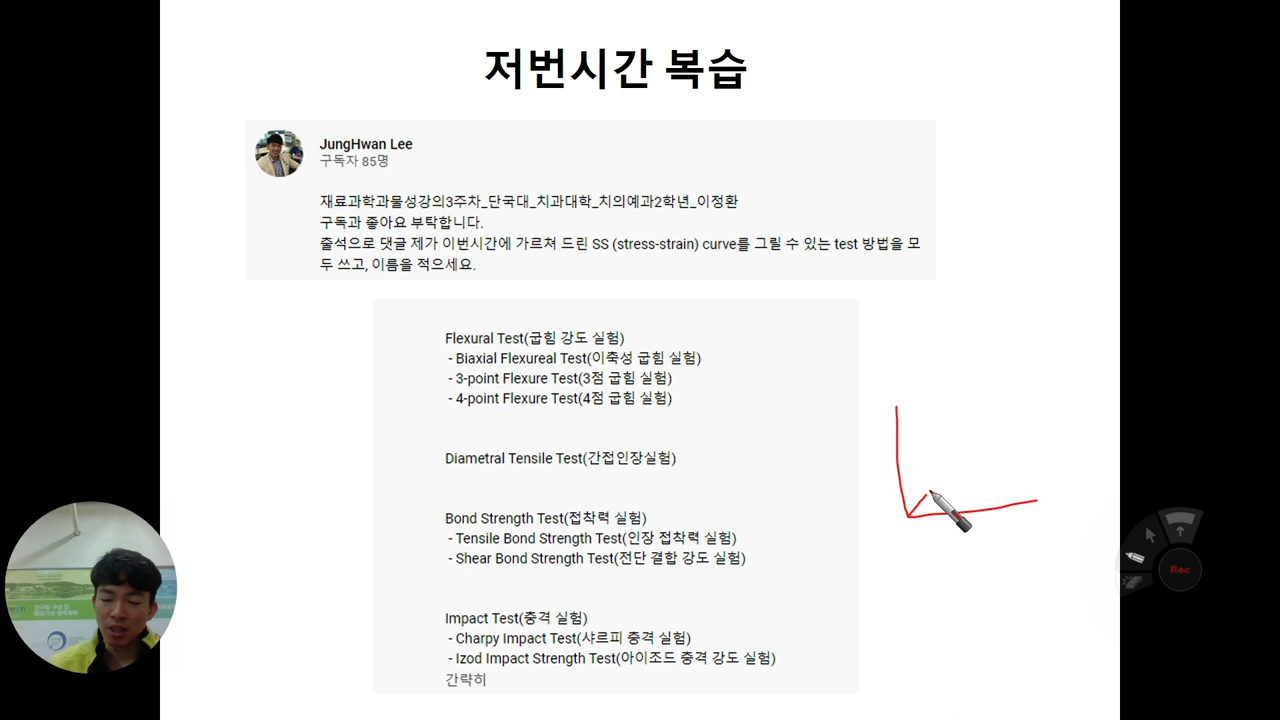 저번시간 복습
JungHwan Lee
구독자 85명
재료과학과물성강의3주차_단국대_치과대학_치의예과2학년_이정환
구독과 좋아요 부탁합니다.
출석으로 댓글 제가 이번시간에 가르쳐 드린 SS (stress-strain) curve를 그릴 수 있는 test 방법을 모
두 쓰고, 이름을 적으세요.
Flexural Test(굽힘 강도 실험)
- Biaxial Flexureal Test(이축성 굽힘 실험)
- 3-point Flexure Test(3점 굽힘 실험)
- 4-point Flexure Test(4점 굽힘 실험)
Diametral Tensile Test(간접인장실험)
Bond Strength Test(접착력 실험)
- Tensile Bond Strength Test(인장 접착력 실험)
- Shear Bond Strength Test(전단 결합 강도 실험)
Impact Test(충격 실험)
- Charpy Impact Test(샤르피 충격 실험)
- Izod Impact Strength Test(아이조드 충격 강도 실험)
간략히
Rec